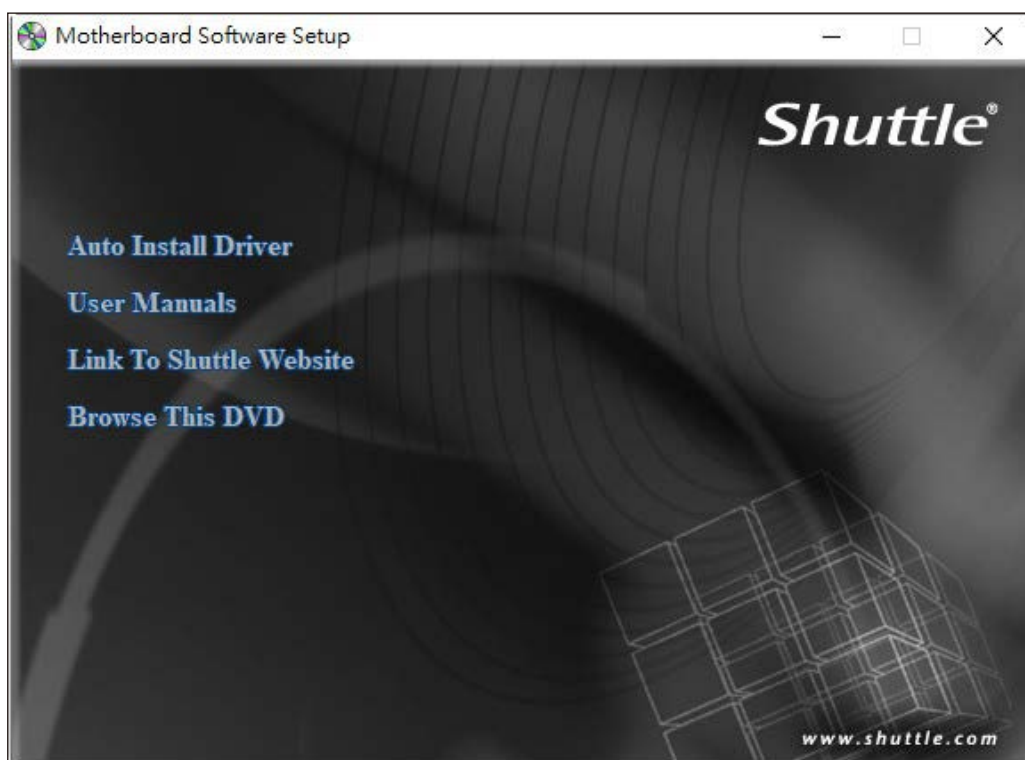 Motherboard Software Setup
Shuttle®
Auto Install Driver
User Manuals
Link To Shuttle Website
Browse This DVD
www.shuttle.com